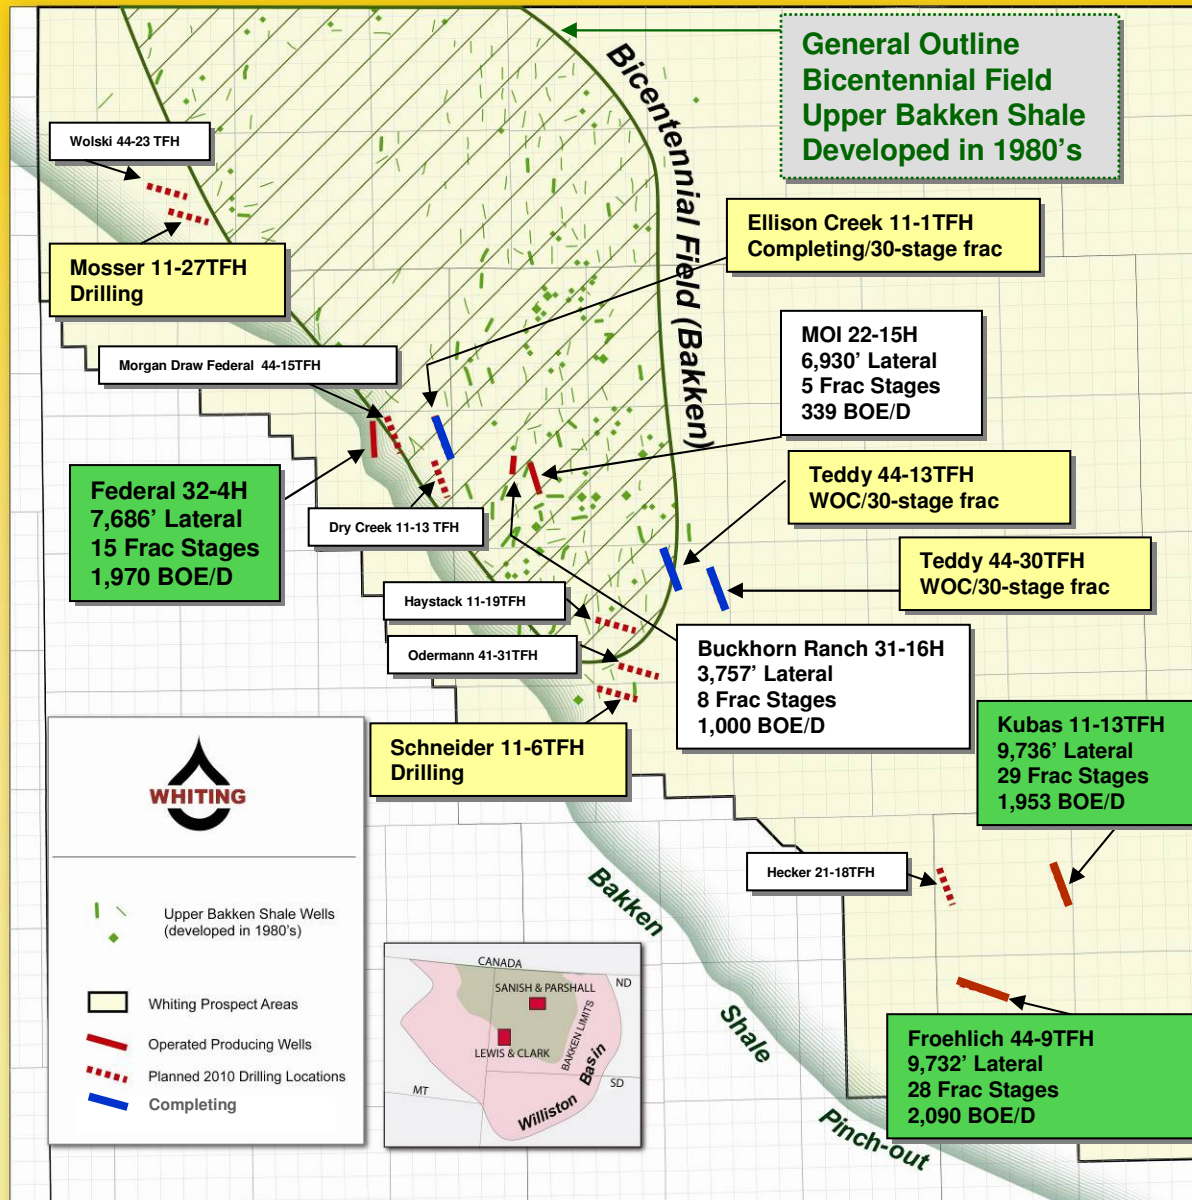 General Outline
Bicentennial Field
Upper Bakken Shale
Developed in 1980's
Bicentennial Field (Bakken)
Wolski 44-23 TFH
Mosser 11-27TFH
Drilling
Ellison Creek 11-1TFH
Completing/30-stage frac
MOI 22-15H
6,930' Lateral
5 Frac Stages
339 BOE/D
Morgan Draw Federal 44-15TFH
Federal 32-4H
7,686' Lateral
15 Frac Stages
1,970 BOE/D
Teddy 44-13TFH
WOC/30-stage frac
Dry Creek 11-13 TFH
Teddy 44-30TFH
WOC/30-stage frac
Haystack 11-19TFH
Odermann 41-31TFH
Buckhorn Ranch 31-16H
3,757' Lateral
8 Frac Stages
1,000 BOE/D
Schneider 11-6TFH
Drilling
Kubas 11-13TFH
9,736' Lateral
29 Frac Stages
1,953 BOE/D
Hecker 21-18TFH
Froehlich 44-9TFH
9,732' Lateral
28 Frac Stages
2,090 BOE/D
Bakken
Shale
Pinch-out
WHITING
Upper Bakken Shale Wells
(developed in 1980's)
Whiting Prospect Areas
Operated Producing Wells
Planned 2010 Drilling Locations
Completing
CANADA
ND
SANISH & PARSHALL
BAKKEN LIMITS
LEWIS & CLARK
MT
SD
Williston Basin